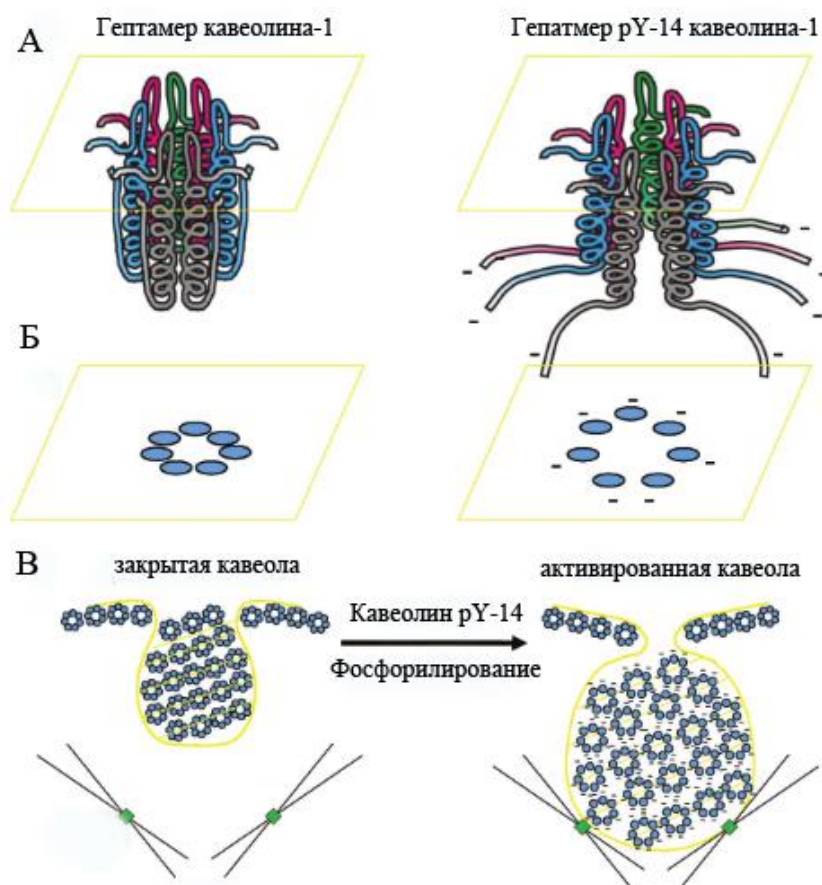 А
Гептамер кавеолина-1
Гепатмер pY-14 кавеолина-1
Б
В
закрытая кавеола
активированная кавеола
Кавеолин pY-14
Фосфорилирование